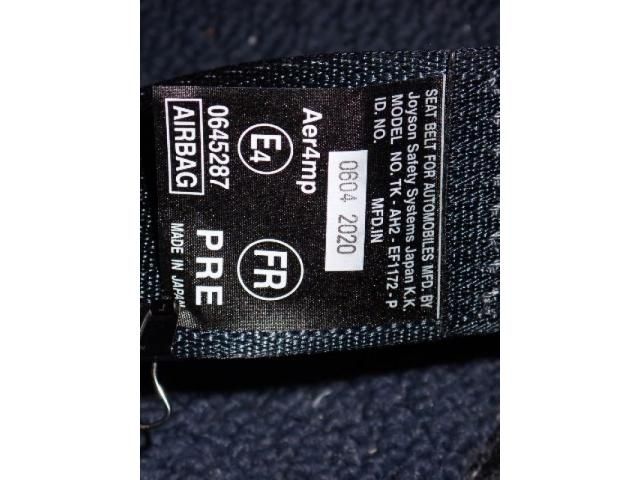 SEAT BELT FOR AUTOMOBILES MFD. BY
Joyson Safety Systems Japan K.K.
MODEL NO. TK - AH2 - EF1172 - P
ID. NO. MFD.IN
0604 2020
Aer4mp
E4 FR
0645287 PRE
AIRBAG MADE IN JAPAN